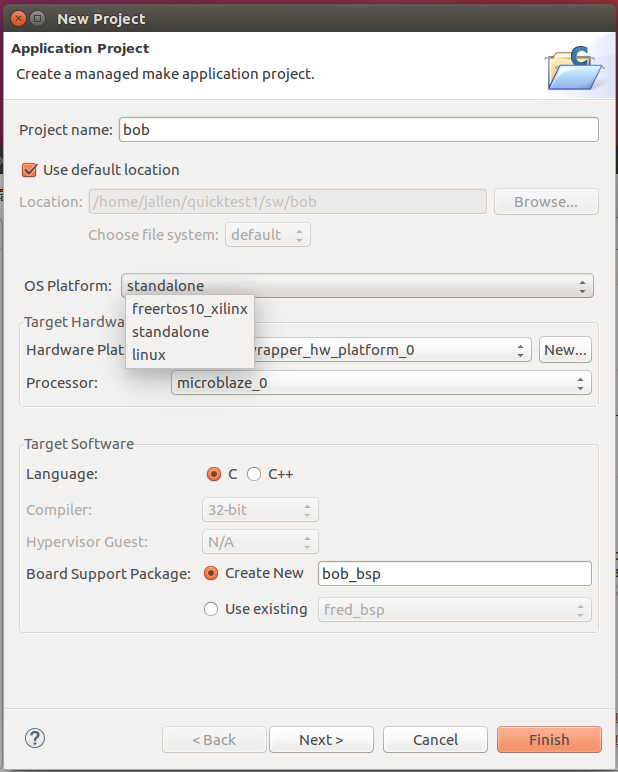 New Project
Application Project
Create a managed make application project.
Project name: bob
Use default location
Location: /home/jallen/quicktest1/sw/bob Browse...
Choose file system: default
OS Platform: standalone
freertos10_xilinx
standalone
linux
Target Hardwa
Hardware Plat wrapper_hw_platform_0 New...
Processor: microblaze_0
Target Software
Language: C C++
Compiler: 32-bit
Hypervisor Guest: N/A
Board Support Package: Create New bob_bsp
Use existing fred_bsp
? < Back Next > Cancel Finish